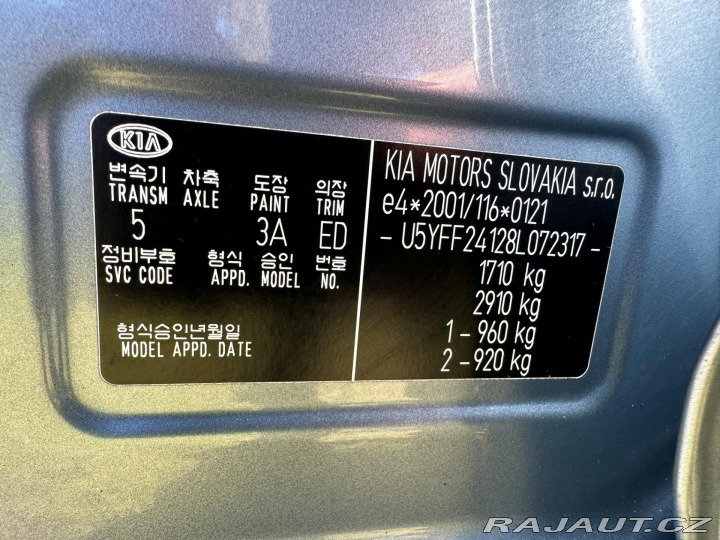 KIA
변속기 차축 도장 의장
TRANSM AXLE PAINT TRIM
5 3A ED
정비부호 형식 승인 번호
SVC CODE APPD. MODEL NO.
형식승인년월일
MODEL APPD. DATE
KIA MOTORS SLOVAKIA s.r.o.
e4*2001/116*0121
- U5YFF24128L072317 -
1710 kg
2910 kg
1 - 960 kg
2 - 920 kg
RAJAUT.CZ